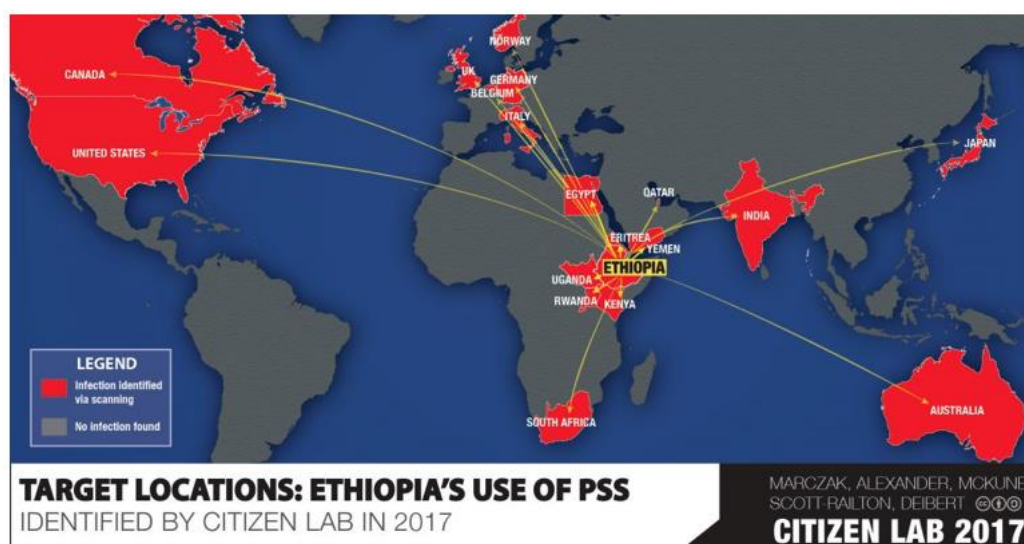 NORWAY
CANADA
UK
GERMANY
BELGIUM
ITALY
UNITED STATES
JAPAN
EGYPT
QATAR
INDIA
ERITREA
YEMEN
ETHIOPIA
UGANDA
RWANDA
KENYA
SOUTH AFRICA
AUSTRALIA
LEGEND
Infection identified
via scanning
No infection found
TARGET LOCATIONS: ETHIOPIA'S USE OF PSS
IDENTIFIED BY CITIZEN LAB IN 2017
MARCZAK, ALEXANDER, MCKUNE
SCOTT-RAILTON, DEIBERT
CITIZEN LAB 2017